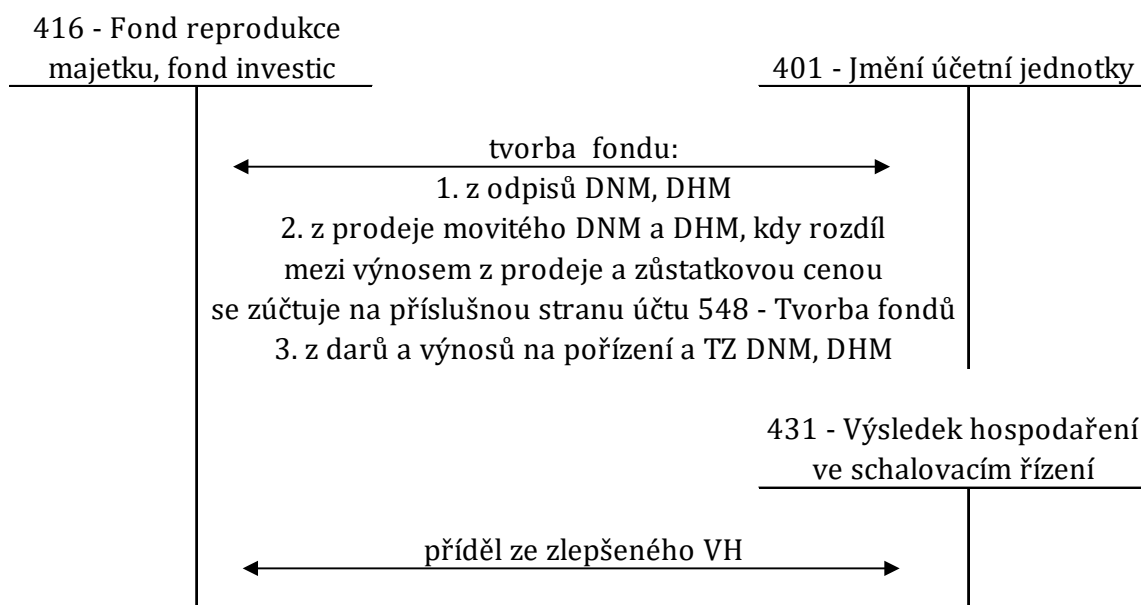 416 - Fond reprodukce
majetku, fond investic
401 - Jmění účetní jednotky
tvorba fondu:
1. z odpisů DNM, DHM
2. z prodeje movitého DNM a DHM, kdy rozdíl
mezi výnosem z prodeje a zůstatkovou cenou
se zúčtuje na příslušnou stranu účtu 548 - Tvorba fondů
3. z darů a výnosů na pořízení a TZ DNM, DHM
431 - Výsledek hospodaření
ve schalovacím řízení
příděl ze zlepšeného VH